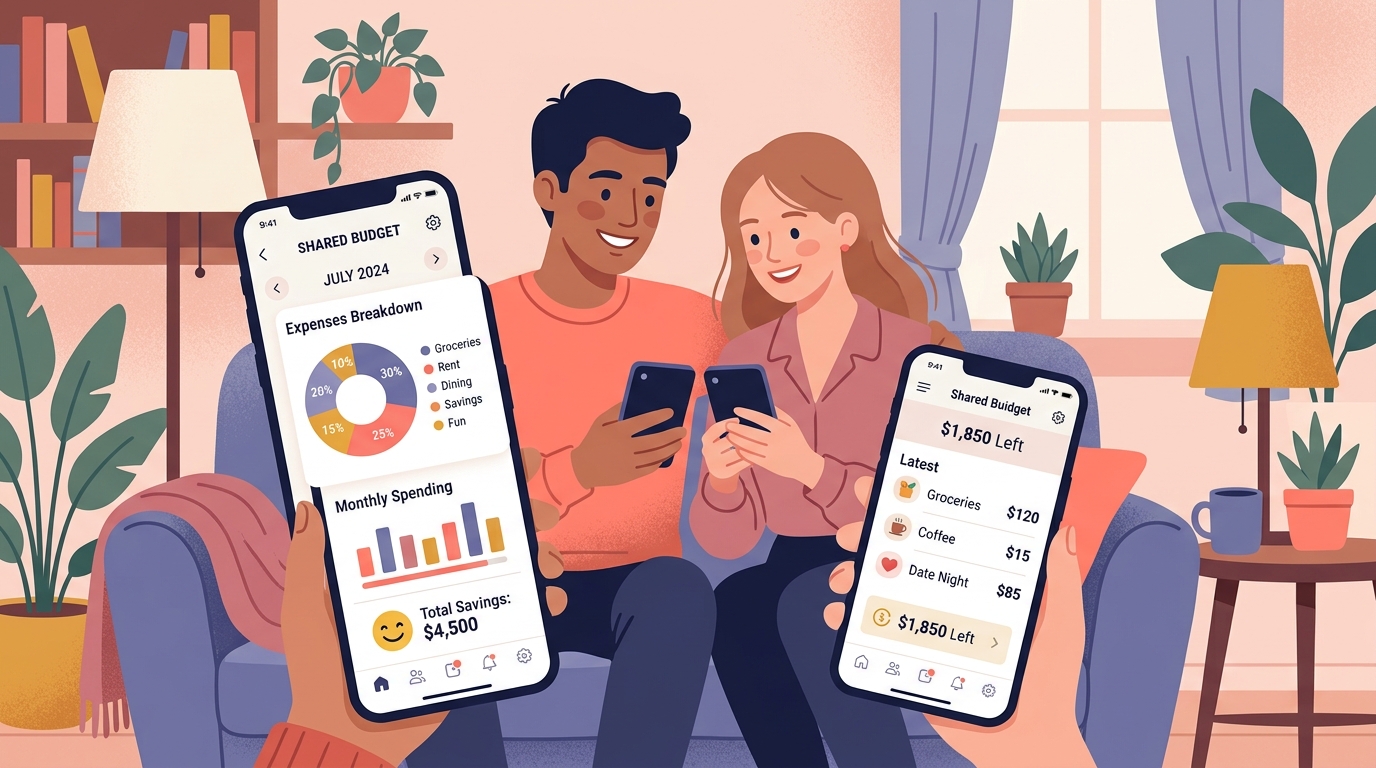 9:41
SHARED BUDGET
JULY 2024
Expenses Breakdown
10%
30%
20%
15%
25%
Groceries
Rent
Dining
Savings
Fun
Monthly Spending
Total Savings:
$4,500
9:41
Shared Budget
$1,850 Left
Latest
Groceries $120
Coffee $15
Date Night $85
$1,850 Left